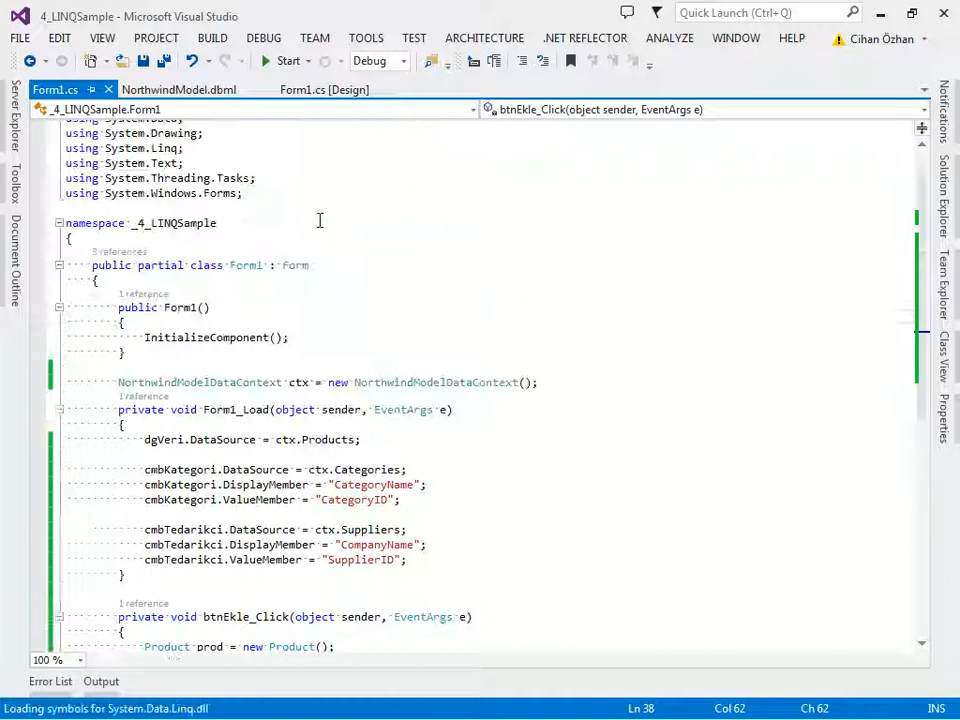 4_LINQSample - Microsoft Visual Studio
Quick Launch (Ctrl+Q)
FILE EDIT VIEW PROJECT BUILD DEBUG TEAM TOOLS TEST ARCHITECTURE .NET REFLECTOR ANALYZE WINDOW HELP Cihan Özhan
Start Debug
Form1.cs NorthwindModel.dbml Form1.cs [Design]
_4_LINQSample.Form1 btnEkle_Click(object sender, EventArgs e)
using System.Data;
using System.Drawing;
using System.Linq;
using System.Text;
using System.Threading.Tasks;
using System.Windows.Forms;
namespace _4_LINQSample
{
3 references
public partial class Form1 : Form
{
1 reference
public Form1()
{
InitializeComponent();
}
NorthwindModelDataContext ctx = new NorthwindModelDataContext();
1 reference
private void Form1_Load(object sender, EventArgs e)
{
dgVeri.DataSource = ctx.Products;
cmbKategori.DataSource = ctx.Categories;
cmbKategori.DisplayMember = "CategoryName";
cmbKategori.ValueMember = "CategoryID";
cmbTedarikci.DataSource = ctx.Suppliers;
cmbTedarikci.DisplayMember = "CompanyName";
cmbTedarikci.ValueMember = "SupplierID";
}
1 reference
private void btnEkle_Click(object sender, EventArgs e)
{
Product prod = new Product();
100 %
Error List Output
Loading symbols for System.Data.Linq.dll Ln 38 Col 62 Ch 62 INS
Server Explorer
Toolbox
Document Outline
Notifications
Solution Explorer
Team Explorer
Class View
Properties